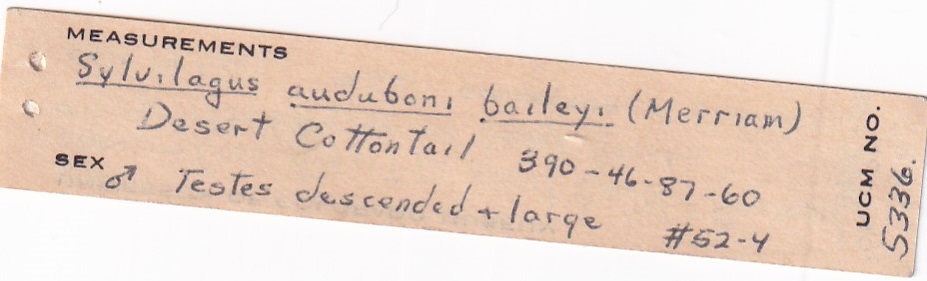 MEASUREMENTS
Sylvilagus auduboni baileyi (Merriam)
Desert Cottontail
390-46-87-60
SEX ♂ Testes descended + large
#52-4
UCM NO.
5336.